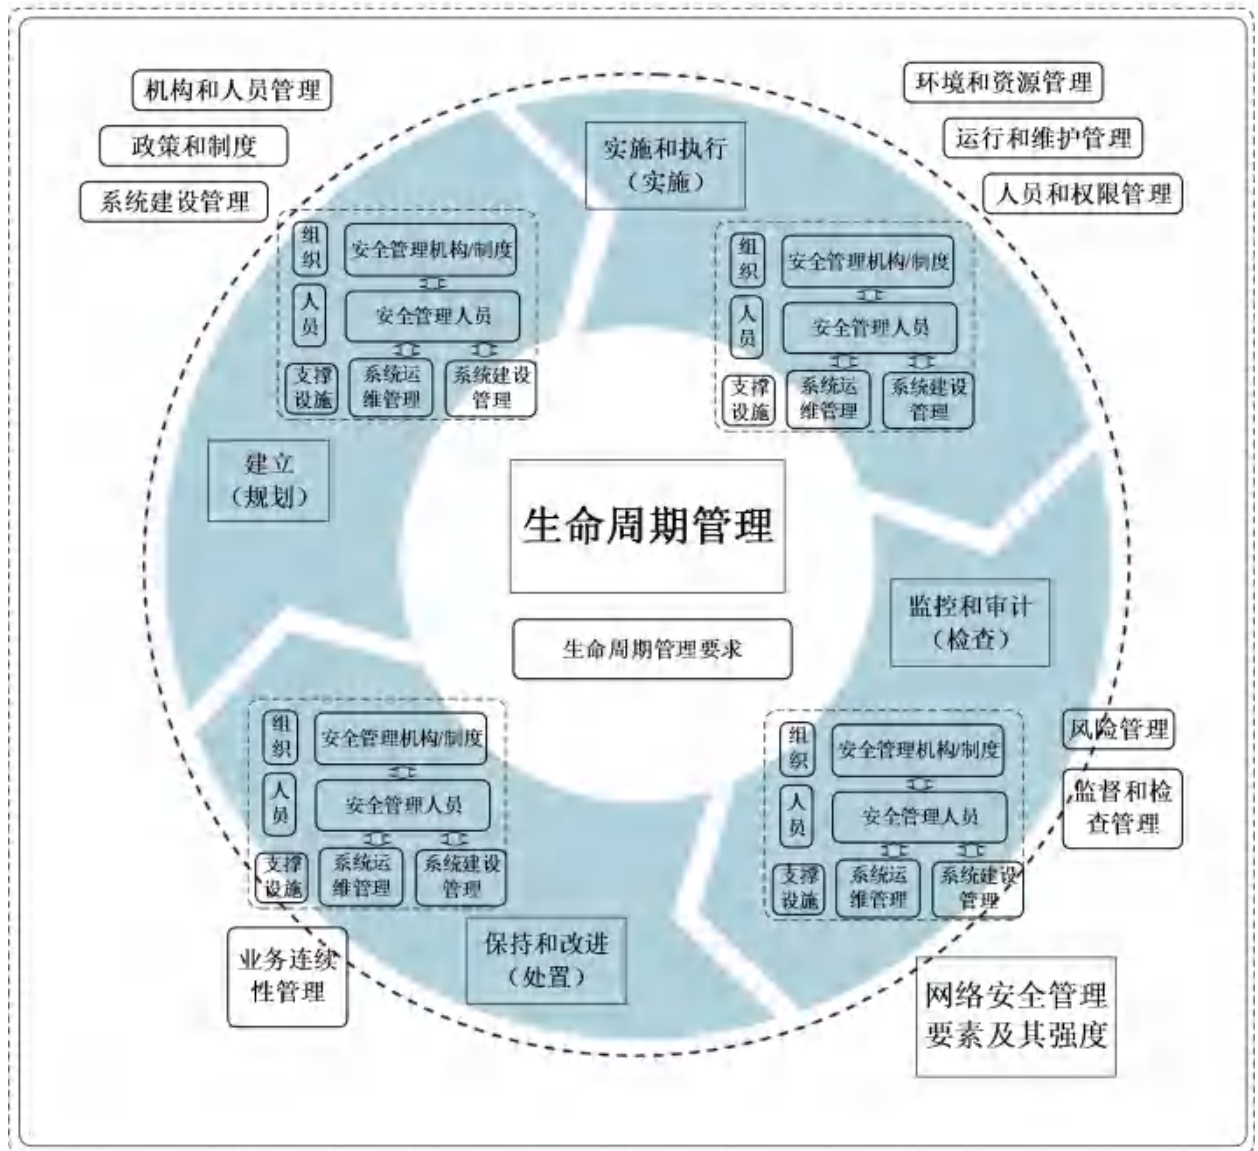 机构和人员管理
政策和制度
系统建设管理
环境和资源管理
运行和维护管理
人员和权限管理
实施和执行
（实施）
组
织
安全管理机构/制度
人
员
安全管理人员
支撑
设施
系统运
维管理
系统建设
管理
组
织
安全管理机构/制度
人
员
安全管理人员
支撑
设施
系统运
维管理
系统建设
管理
建立
（规划）
生命周期管理
生命周期管理要求
监控和审计
（检查）
组
织
安全管理机构/制度
人
员
安全管理人员
支撑
设施
系统运
维管理
系统建设
管理
组
织
安全管理机构/制度
人
员
安全管理人员
支撑
设施
系统运
维管理
系统建设
管理
风险管理
监督和检
查管理
业务连续
性管理
保持和改进
（处置）
网络安全管理
要素及其强度